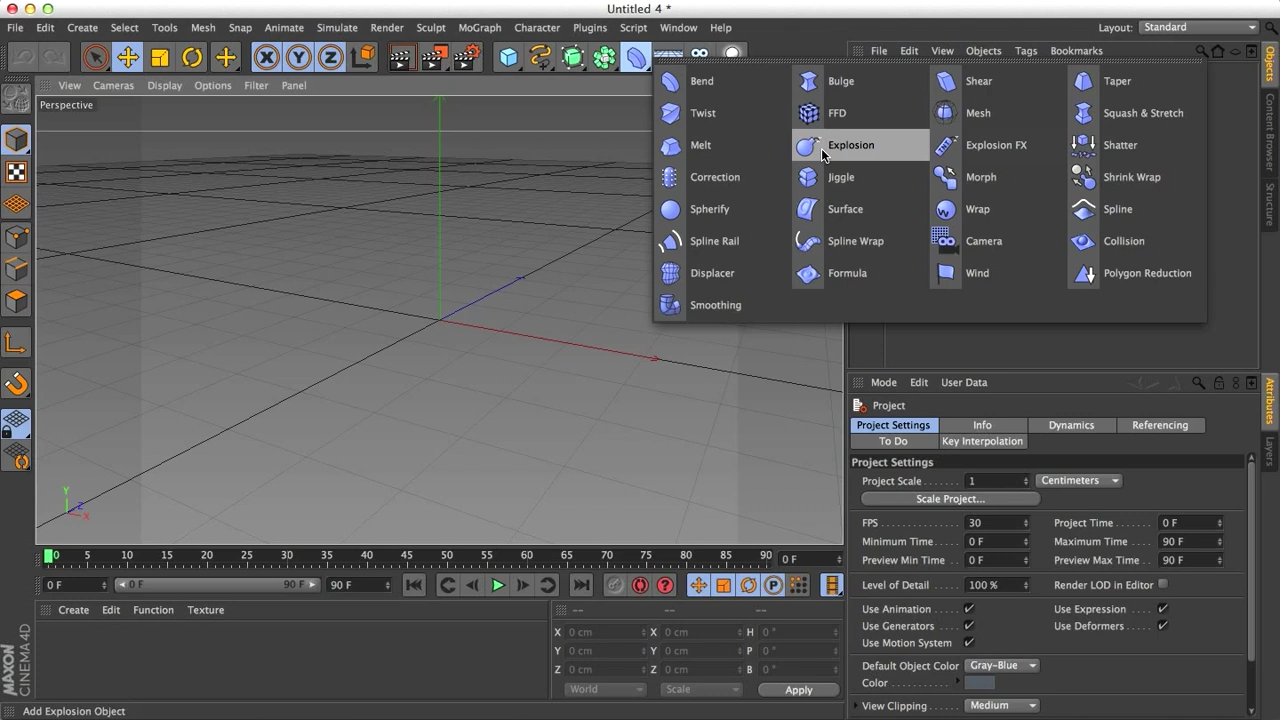 Untitled 4 *
File Edit Create Select Tools Mesh Snap Animate Simulate Render Sculpt MoGraph Character Plugins Script Window Help Layout: Standard
X Y Z File Edit View Objects Tags Bookmarks
View Cameras Display Options Filter Panel
Perspective
Bend Bulge Shear Taper
Twist FFD Mesh Squash & Stretch
Melt Explosion Explosion FX Shatter
Correction Jiggle Morph Shrink Wrap
Spherify Surface Wrap Spline
Spline Rail Spline Wrap Camera Collision
Displacer Formula Wind Polygon Reduction
Smoothing
Objects
Content Browser
Structure
Y
Z
X
Mode Edit User Data
Project
Project Settings Info Dynamics Referencing
To Do Key Interpolation
Project Settings
Project Scale 1 Centimeters
Scale Project...
FPS 30 Project Time 0 F
Minimum Time 0 F Maximum Time 90 F
Preview Min Time 0 F Preview Max Time 90 F
Level of Detail 100 % Render LOD in Editor
Use Animation Use Expression
Use Generators Use Deformers
Use Motion System
Default Object Color Gray-Blue
Color
View Clipping Medium
Attributes
Layers
0 5 10 15 20 25 30 35 40 45 50 55 60 65 70 75 80 85 90 0 F
0 F 0 F 90 F 90 F P
Create Edit Function Texture
-- -- --
X 0 cm X 0 cm H 0 °
Y 0 cm Y 0 cm P 0 °
Z 0 cm Z 0 cm B 0 °
World Scale Apply
MAXON
CINEMA 4D
Add Explosion Object